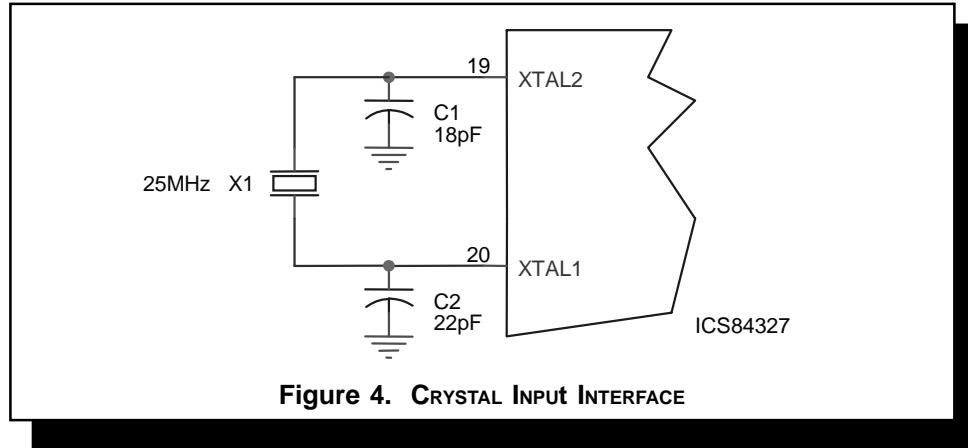 19
XTAL2
C1
18pF
25MHz X1
20
XTAL1
C2
22pF
ICS84327
Figure 4. CRYSTAL INPUt INTERFACE